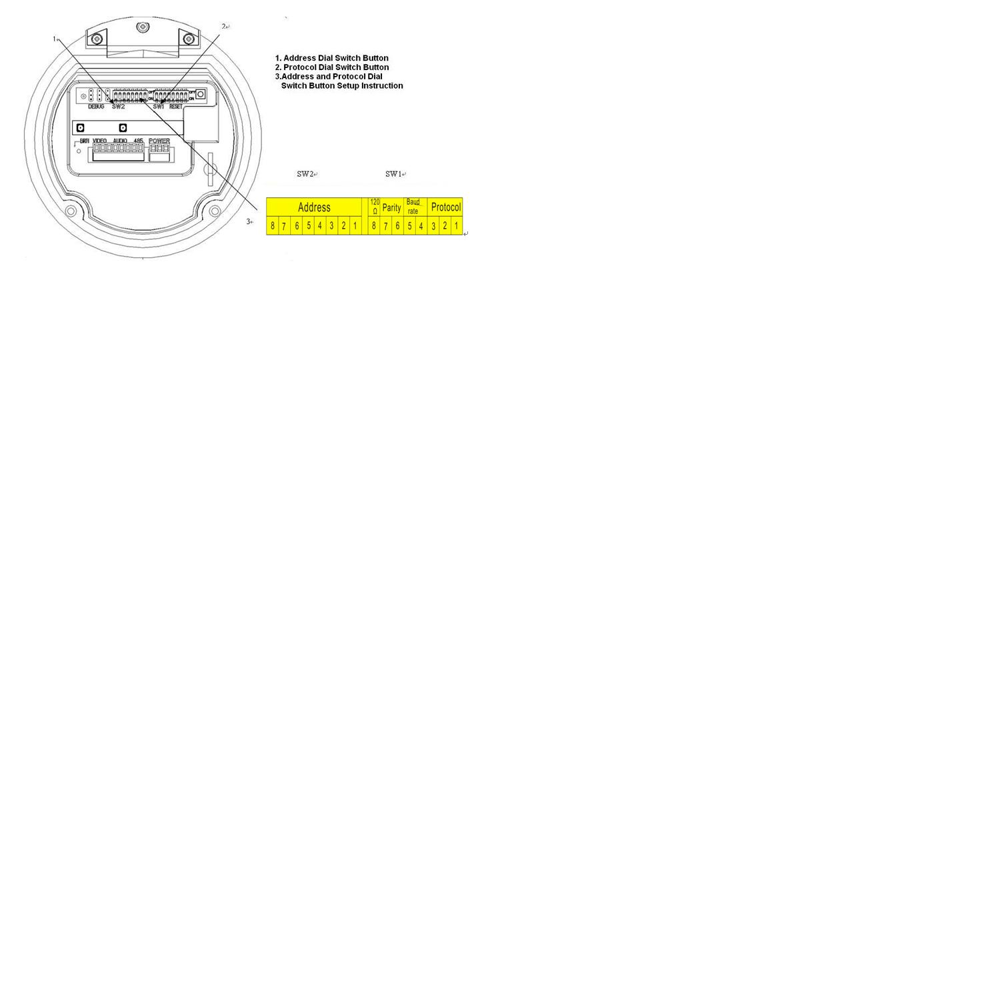 2
1
1. Address Dial Switch Button
2. Protocol Dial Switch Button
3.Address and Protocol Dial
Switch Button Setup Instruction
OFF OFF
ON ON
DEBUG SW2 SW1 RESET
VIDEO AUDIO 485 POWER
SW2 SW1
3
Address 120 Ω Parity Baud rate Protocol
8 7 6 5 4 3 2 1 8 7 6 5 4 3 2 1